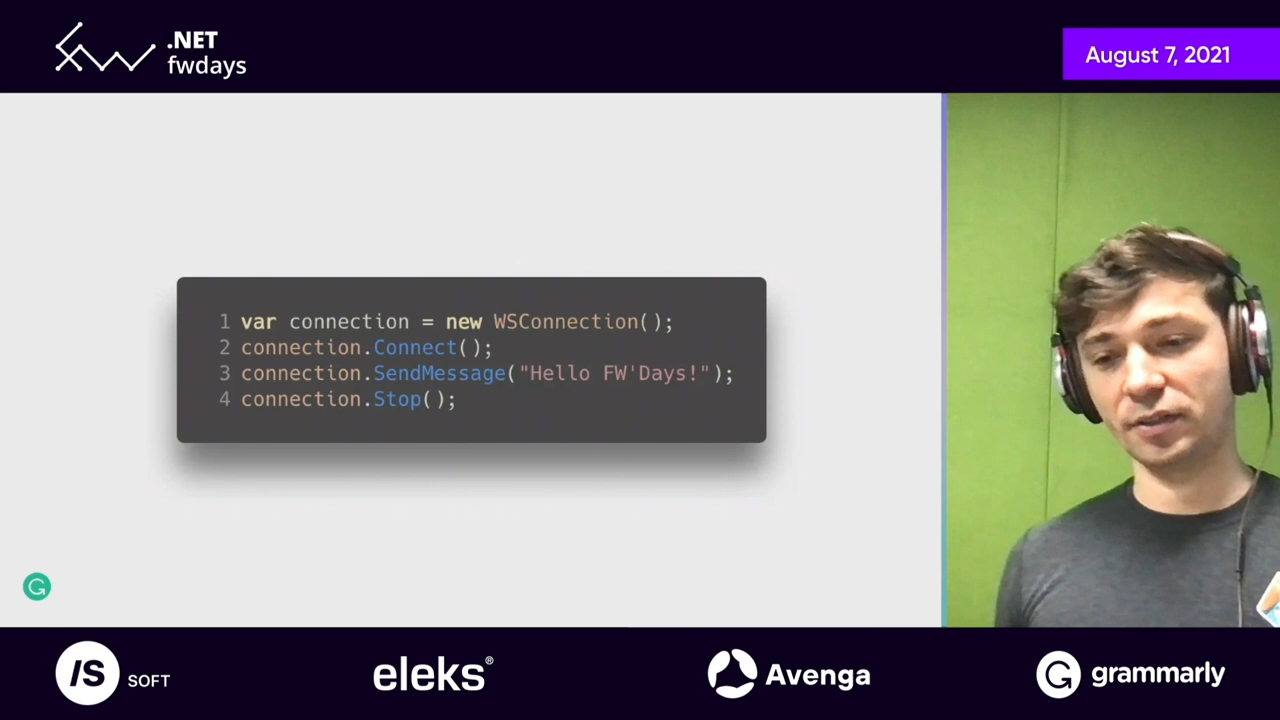 .NET
fwdays
August 7, 2021
1 var connection = new WSConnection();
2 connection.Connect();
3 connection.SendMessage("Hello FW'Days!");
4 connection.Stop();
IS SOFT
eleks®
Avenga
grammarly